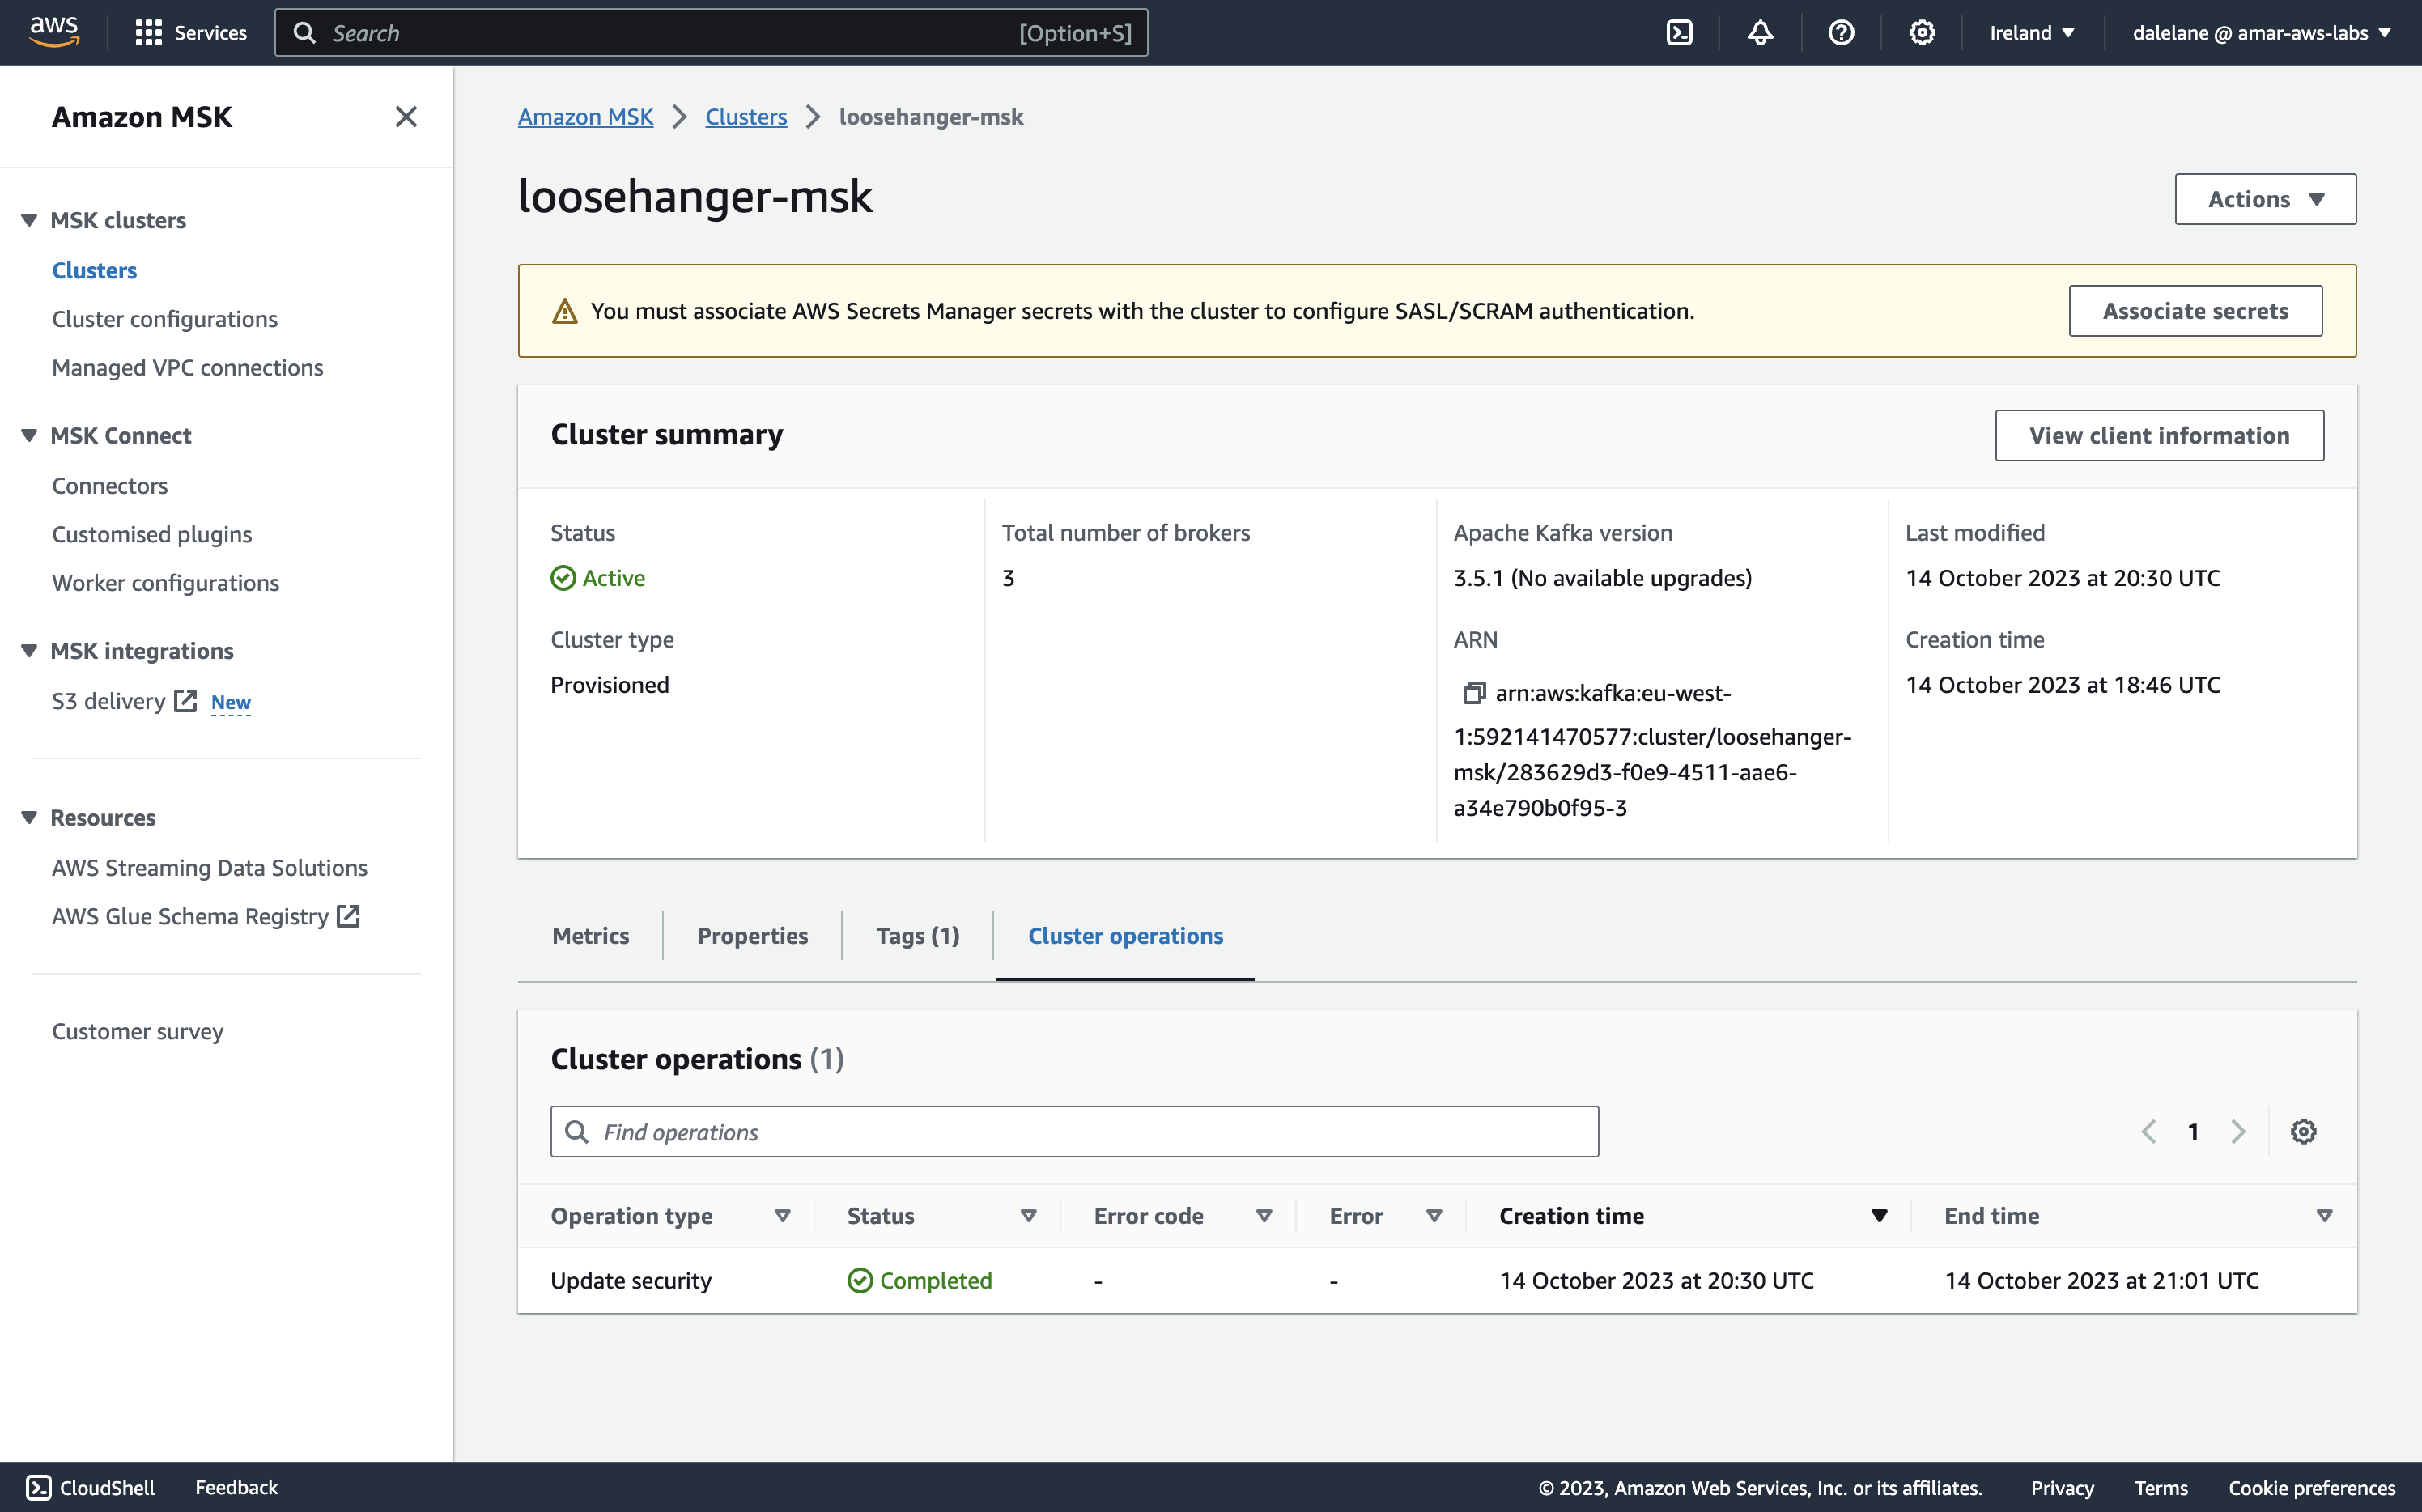 aws
Services
Search [Option+S]
Ireland
dalelane @ amar-aws-labs
Amazon MSK
MSK clusters
Clusters
Cluster configurations
Managed VPC connections
MSK Connect
Connectors
Customised plugins
Worker configurations
MSK integrations
S3 delivery New
Resources
AWS Streaming Data Solutions
AWS Glue Schema Registry
Customer survey
Amazon MSK > Clusters > loosehanger-msk
loosehanger-msk
Actions
You must associate AWS Secrets Manager secrets with the cluster to configure SASL/SCRAM authentication.
Associate secrets
Cluster summary
View client information
Status
Active
Cluster type
Provisioned
Total number of brokers
3
Apache Kafka version
3.5.1 (No available upgrades)
ARN
arn:aws:kafka:eu-west-
1:592141470577:cluster/loosehanger-
msk/283629d3-f0e9-4511-aae6-
a34e790b0f95-3
Last modified
14 October 2023 at 20:30 UTC
Creation time
14 October 2023 at 18:46 UTC
Metrics
Properties
Tags (1)
Cluster operations
Cluster operations (1)
Find operations
1
Operation type Status Error code Error Creation time End time
Update security Completed - - 14 October 2023 at 20:30 UTC 14 October 2023 at 21:01 UTC
CloudShell Feedback © 2023, Amazon Web Services, Inc. or its affiliates. Privacy Terms Cookie preferences